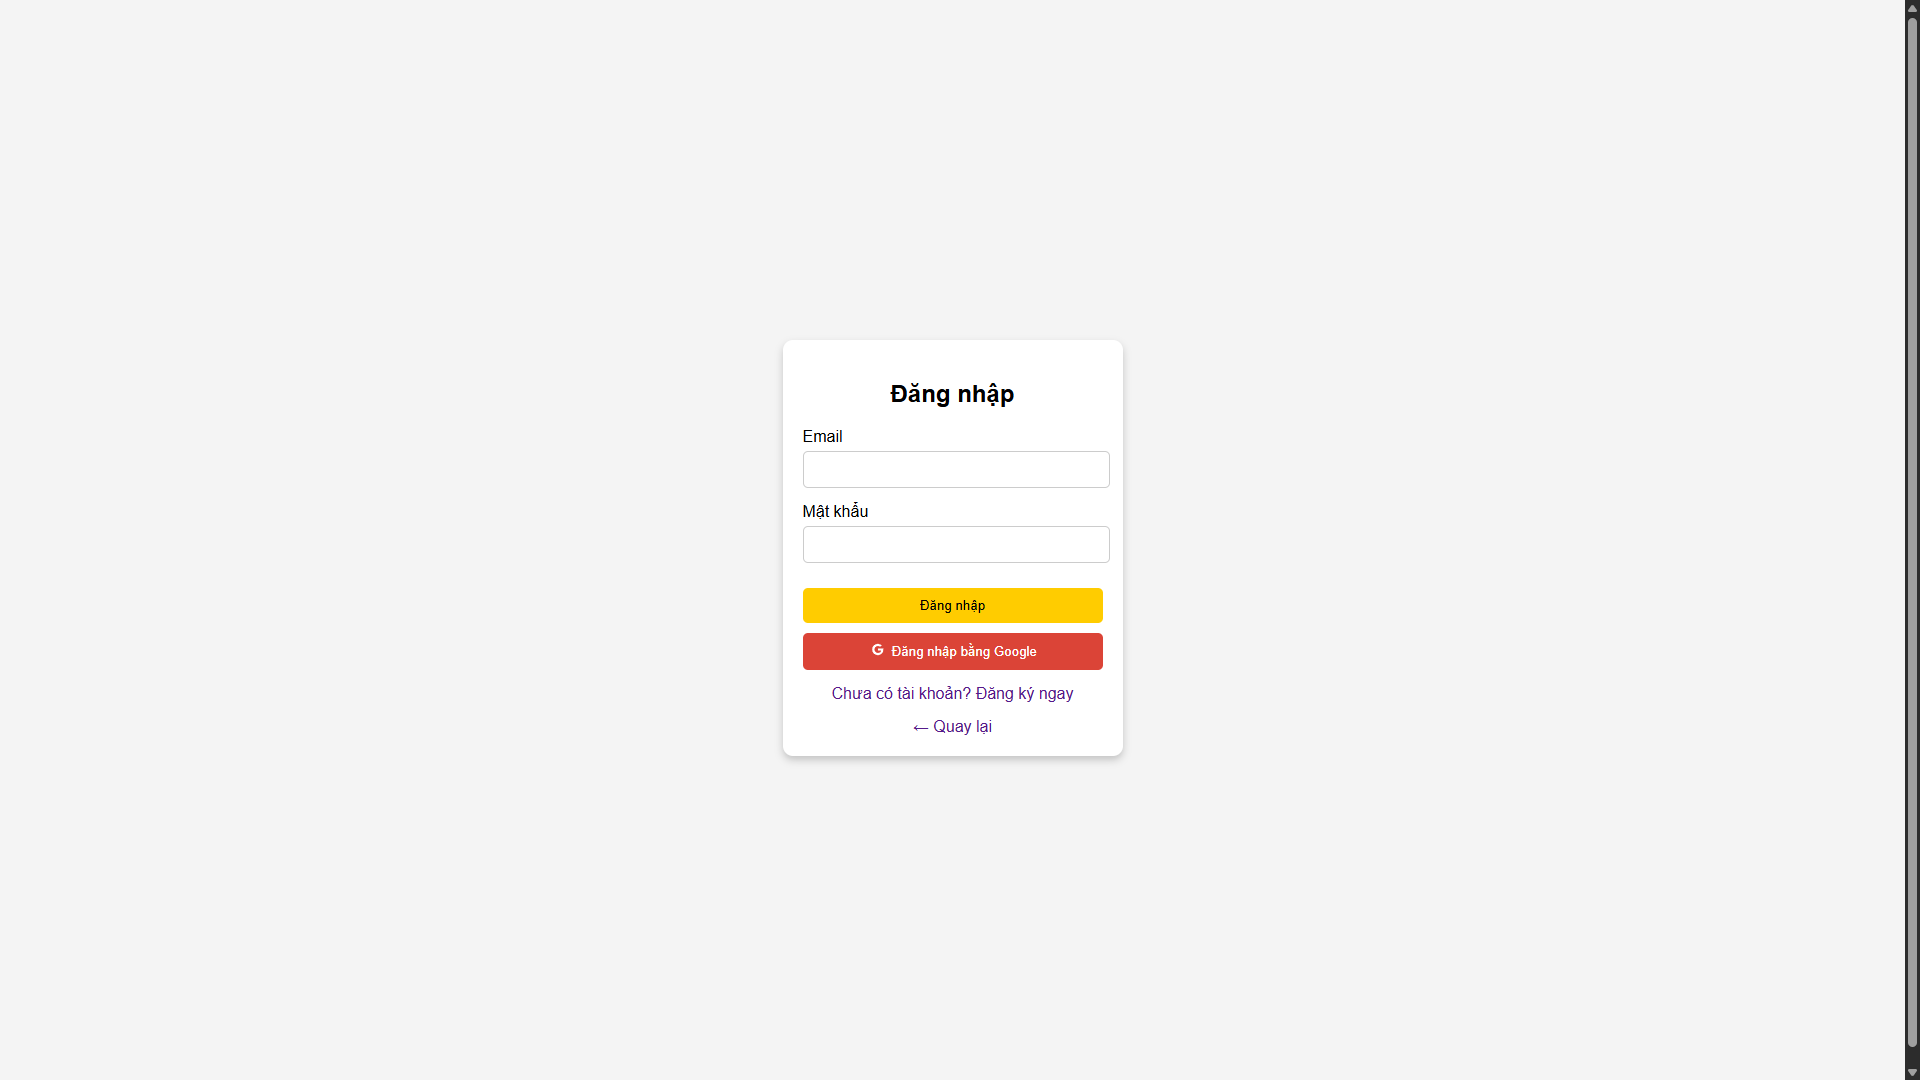 Đăng nhập
Email
Mật khẩu
Đăng nhập
G Đăng nhập bằng Google
Chưa có tài khoản? Đăng ký ngay
← Quay lại